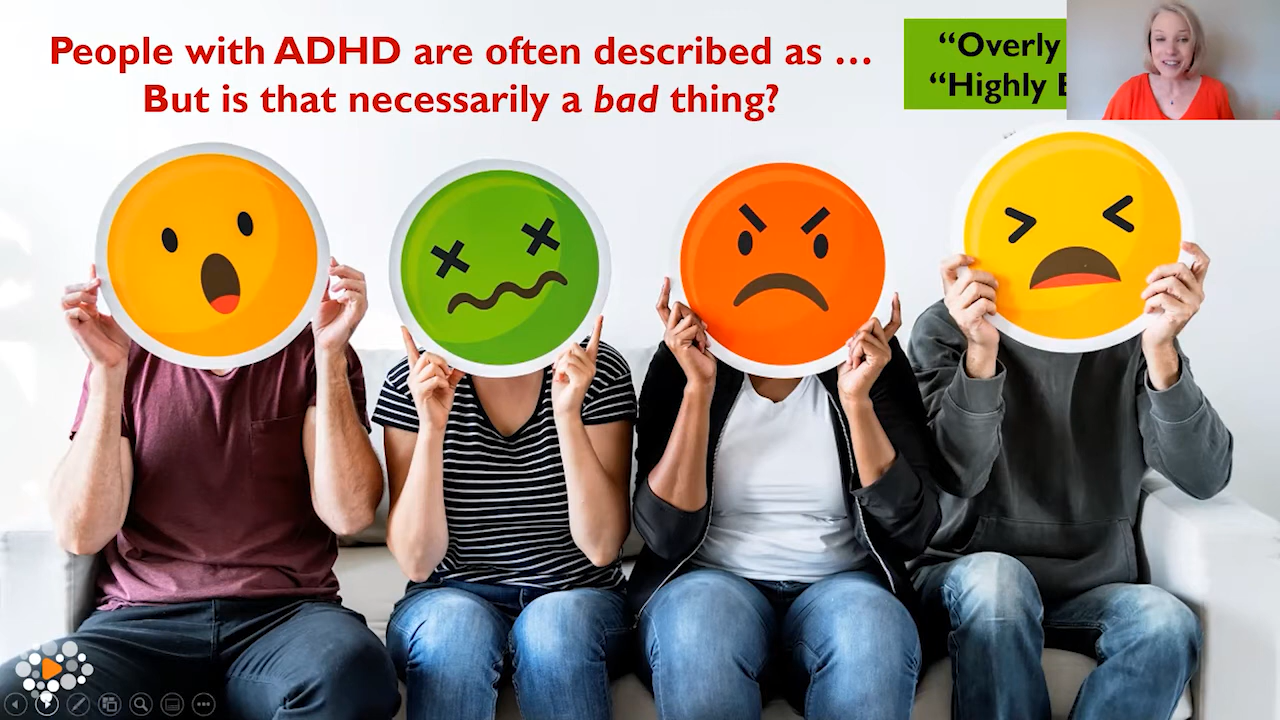 People with ADHD are often described as …
But is that necessarily a bad thing?
“Overly
“Highly